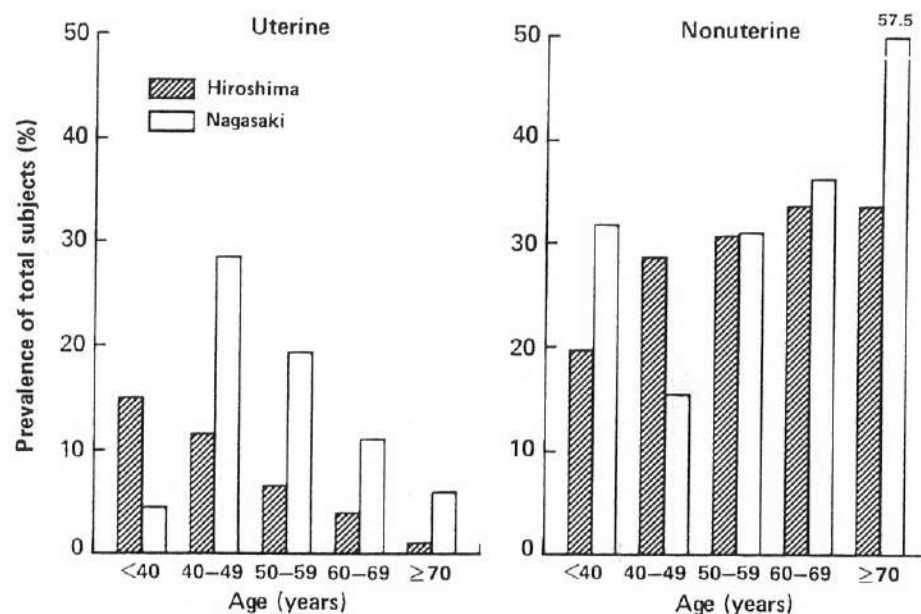 Uterine
Hiroshima
Nagasaki
Prevalence of total subjects (%)
50
40
30
20
10
0
<40 40–49 50–59 60–69 ≥70
Age (years)
Nonuterine
57.5
50
40
30
20
10
0
<40 40–49 50–59 60–69 ≥70
Age (years)